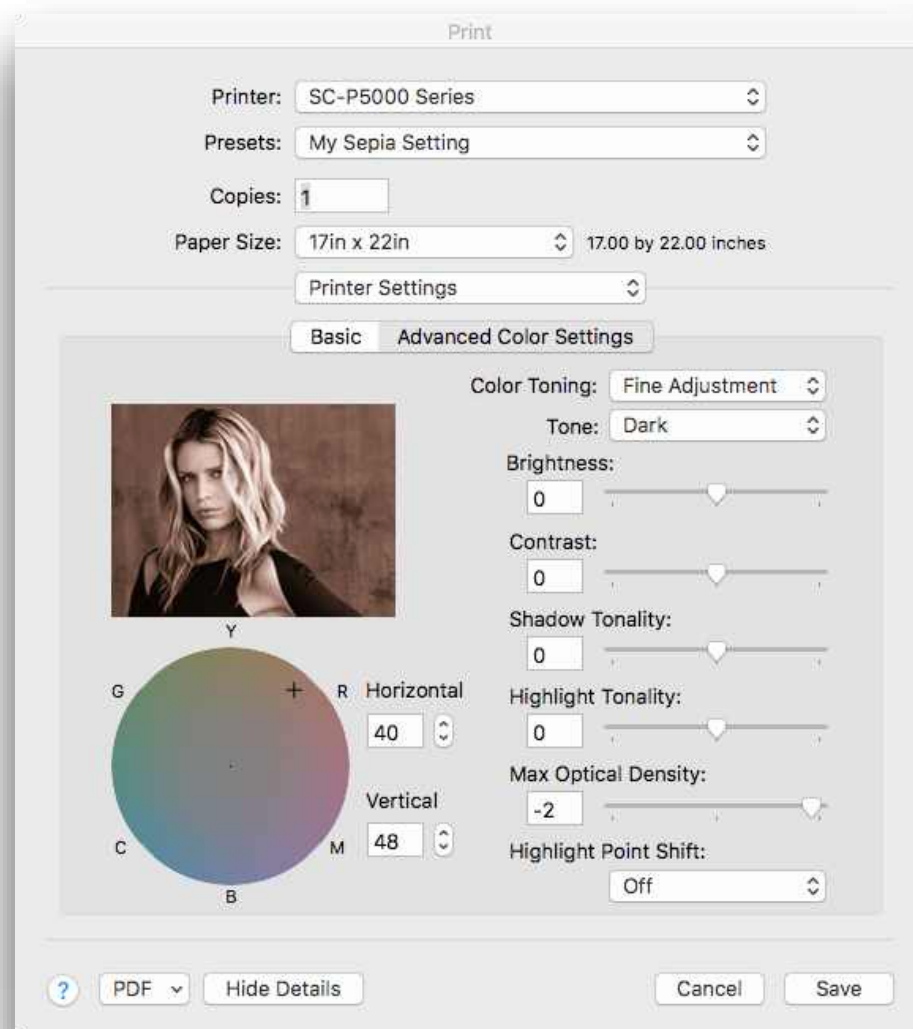 Print
Printer: SC-P5000 Series
Presets: My Sepia Setting
Copies: 1
Paper Size: 17in x 22in 17.00 by 22.00 inches
Printer Settings
Basic Advanced Color Settings
Color Toning: Fine Adjustment
Tone: Dark
Brightness:
0
Contrast:
0
Shadow Tonality:
0
Y
G
R
C
M
B
Horizontal
40
Vertical
48
Highlight Tonality:
0
Max Optical Density:
-2
Highlight Point Shift:
Off
? PDF Hide Details Cancel Save